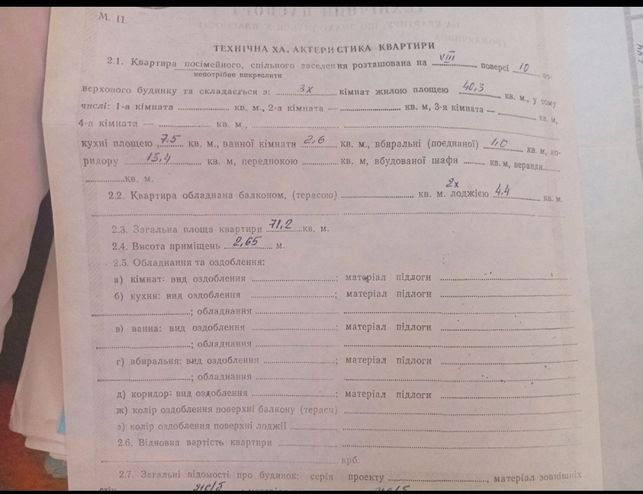 М. П.
ТЕХНІЧНА ХА. АКТЕРИСТИКА КВАРТИРИ
2.1. Квартира посімейного, спільного заселення розташована на VIII поверсі 10
непотрібне викреслити
верхового будинку та складається з: 3х кімнат жилою площею 40,3 кв. м., у тому
числі: 1-а кімната кв. м., 2-а кімната — кв. м, 3-я кімната — кв. м,
4-а кімната — кв. м.,
кухні площею 7.5 кв. м., ванної кімнати 2,6 кв. м., вбиральні (поєднаної) 1,0 кв. м, ко-
ридору 15,4 кв. м, передпокою кв. м, вбудованої шафи кв. м, веранди
кв. м.
2.2. Квартира обладнана балконом, (терасою) кв. м. 2х лоджією 4.4 кв. м.
2.3. Загальна площа квартири 71,2 кв. м.
2.4. Висота приміщень 2,65 м.
2.5. Обладнання та оздоблення:
а) кімнат: вид оздоблення ; матеріал підлоги
б) кухня: вид оздоблення ; матеріал підлоги
; обладнання
в) ванна: вид оздоблення ; матеріал підлоги
; обладнання
г) вбиральня: вид оздоблення ; матеріал підлоги
; обладнання
д) коридор: вид оздоблення ; матеріал підлоги
ж) колір оздоблення поверхні балкону (тераси)
з) колір оздоблення поверхні лоджії
2.6. Відновна вартість квартири
крб.
2.7. Загальні відомості про будинок: серія проекту , матеріал зовнішніх